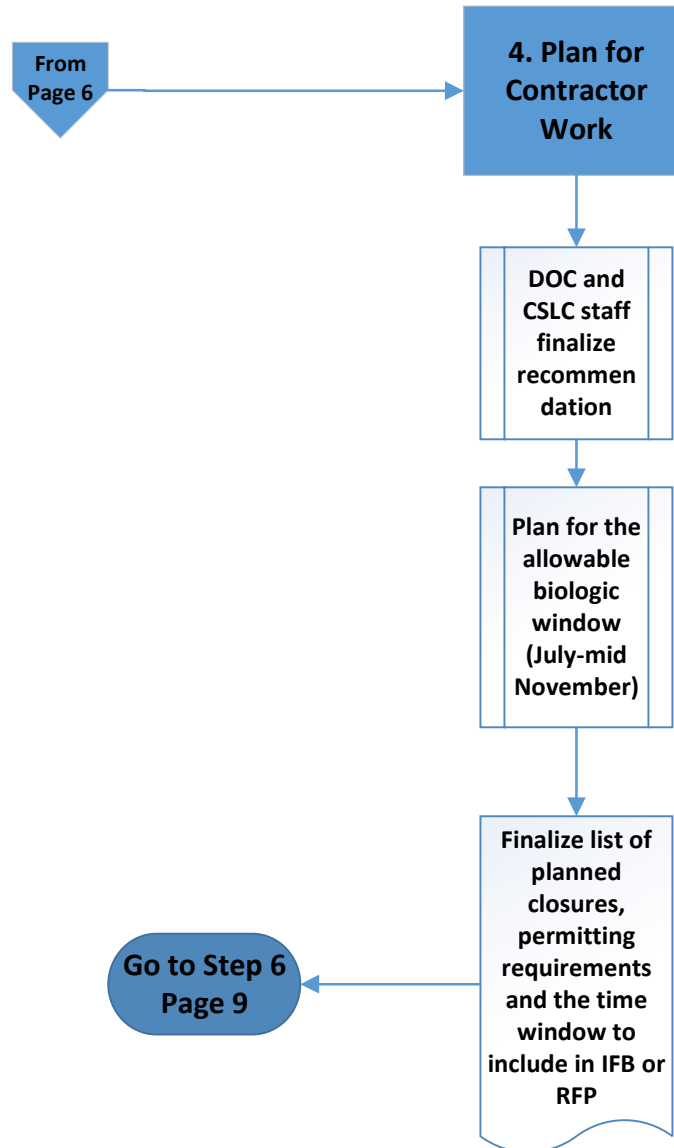 From
Page 6
4. Plan for
Contractor
Work
DOC and
CSLC staff
finalize
recommen
dation
Plan for the
allowable
biologic
window
(July-mid
November)
Finalize list of
planned
closures,
permitting
requirements
and the time
window to
include in IFB or
RFP
Go to Step 6
Page 9